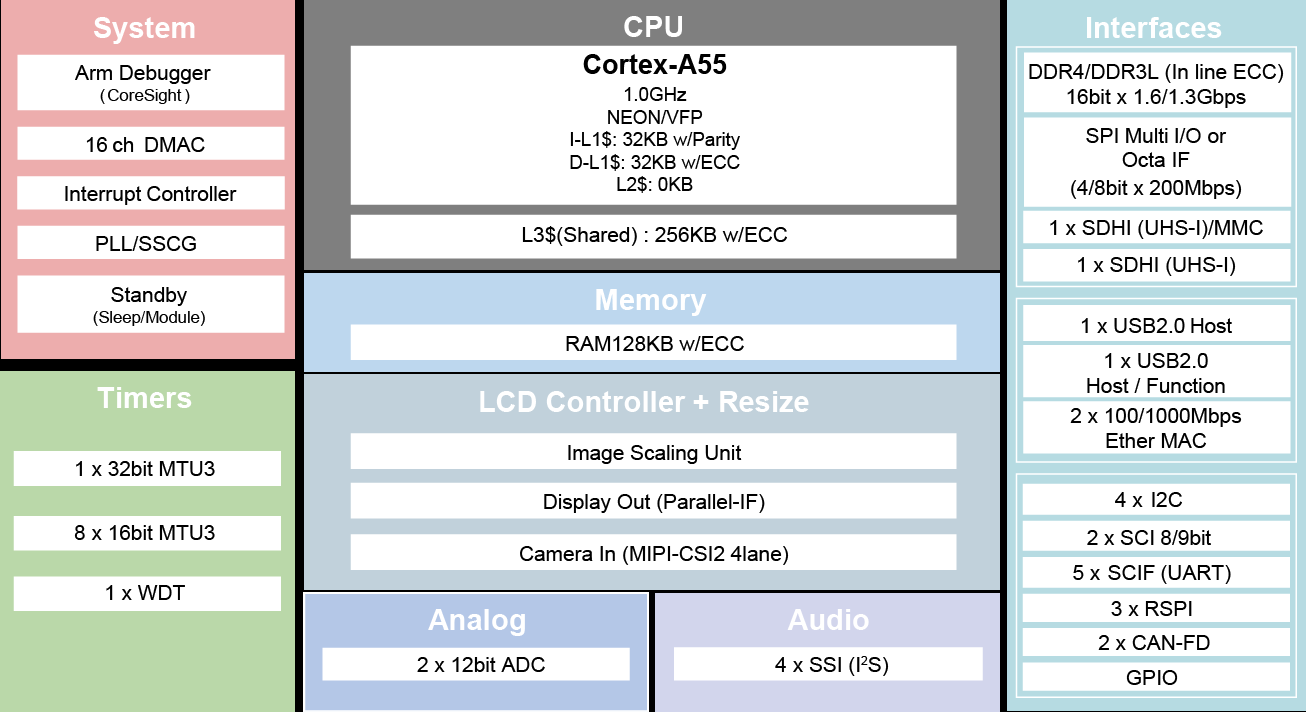 System
Arm Debugger
(CoreSight)
16 ch DMAC
Interrupt Controller
PLL/SSCG
Standby
(Sleep/Module)
Timers
1 x 32bit MTU3
8 x 16bit MTU3
1 x WDT
CPU
Cortex-A55
1.0GHz
NEON/VFP
I-L1$: 32KB w/Parity
D-L1$: 32KB w/ECC
L2$: 0KB
L3$(Shared) : 256KB w/ECC
Memory
RAM128KB w/ECC
LCD Controller + Resize
Image Scaling Unit
Display Out (Parallel-IF)
Camera In (MIPI-CSI2 4lane)
Analog
2 x 12bit ADC
Audio
4 x SSI (I²S)
Interfaces
DDR4/DDR3L (In line ECC)
16bit x 1.6/1.3Gbps
SPI Multi I/O or
Octa IF
(4/8bit x 200Mbps)
1 x SDHI (UHS-I)/MMC
1 x SDHI (UHS-I)
1 x USB2.0 Host
1 x USB2.0
Host / Function
2 x 100/1000Mbps
Ether MAC
4 x I2C
2 x SCI 8/9bit
5 x SCIF (UART)
3 x RSPI
2 x CAN-FD
GPIO